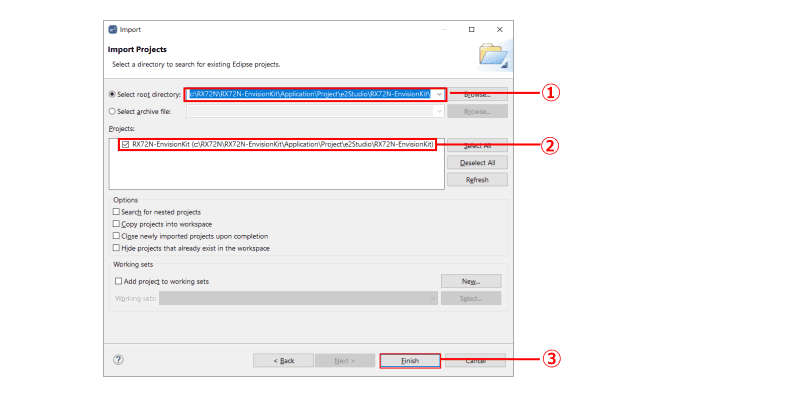 Import
Import Projects
Select a directory to search for existing Eclipse projects.
Select root directory: c\RX72N\RX72N-EnvisionKit\Application\Project\e2Studio\RX72N-EnvisionKit\ Browse... ①
Select archive file: Browse...
Projects:
RX72N-EnvisionKit (c\RX72N\RX72N-EnvisionKit\Application\Project\e2Studio\RX72N-EnvisionKit) Select All ②
Deselect All
Refresh
Options
Search for nested projects
Copy projects into workspace
Close newly imported projects upon completion
Hide projects that already exist in the workspace
Working sets
Add project to working sets New...
Working sets: Select...
? < Back Next > Finish Cancel ③